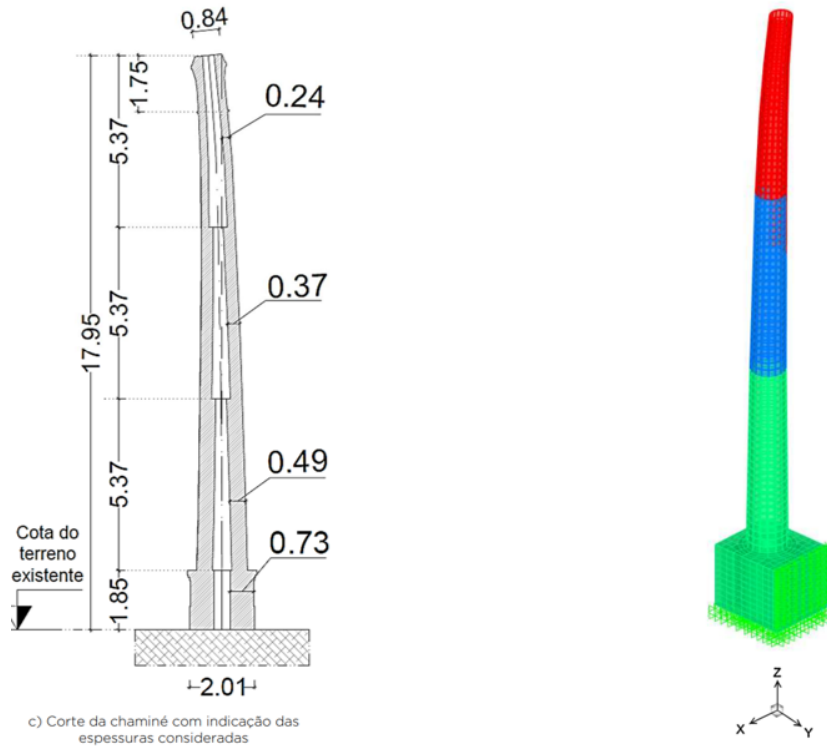 0.84
1.75
0.24
5.37
0.37
5.37
17.95
0.49
5.37
0.73
Cota do
terreno
existente
1.85
2.01
c) Corte da chaminé com indicação das
espessuras consideradas
Z
X
Y